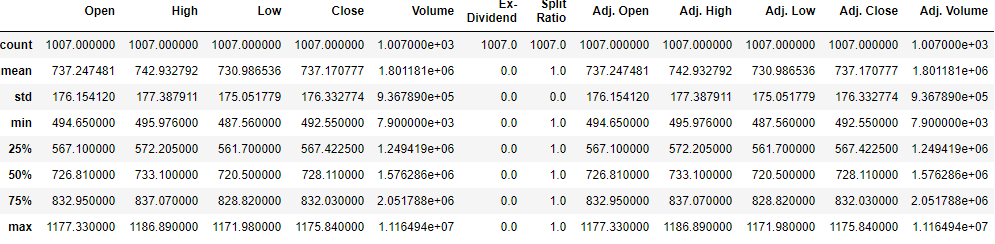 Open High Low Close Volume Ex-Dividend Split Ratio Adj. Open Adj. High Adj. Low Adj. Close Adj. Volume
count 1007.000000 1007.000000 1007.000000 1007.000000 1.007000e+03 1007.0 1007.0 1007.000000 1007.000000 1007.000000 1007.000000 1.007000e+03
mean 737.247481 742.932792 730.986536 737.170777 1.801181e+06 0.0 1.0 737.247481 742.932792 730.986536 737.170777 1.801181e+06
std 176.154120 177.387911 175.051779 176.332774 9.367890e+05 0.0 0.0 176.154120 177.387911 175.051779 176.332774 9.367890e+05
min 494.650000 495.976000 487.560000 492.550000 7.900000e+03 0.0 1.0 494.650000 495.976000 487.560000 492.550000 7.900000e+03
25% 567.100000 572.205000 561.700000 567.422500 1.249419e+06 0.0 1.0 567.100000 572.205000 561.700000 567.422500 1.249419e+06
50% 726.810000 733.100000 720.500000 728.110000 1.576286e+06 0.0 1.0 726.810000 733.100000 720.500000 728.110000 1.576286e+06
75% 832.950000 837.070000 828.820000 832.030000 2.051788e+06 0.0 1.0 832.950000 837.070000 828.820000 832.030000 2.051788e+06
max 1177.330000 1186.890000 1171.980000 1175.840000 1.116494e+07 0.0 1.0 1177.330000 1186.890000 1171.980000 1175.840000 1.116494e+07